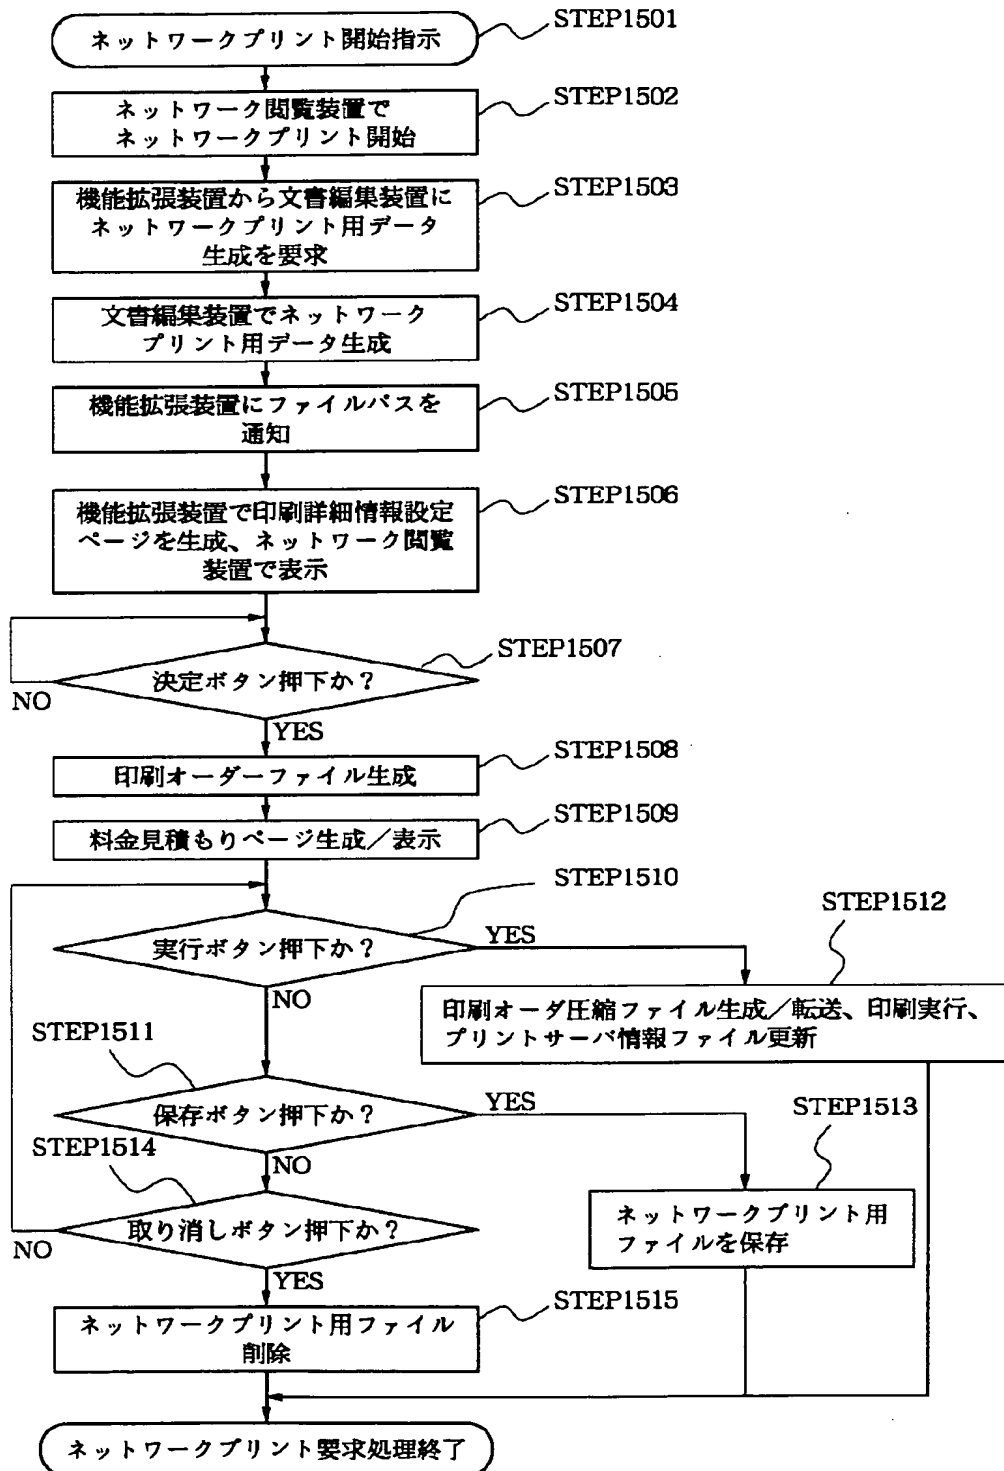 ネットワークプリント開始指示
STEP1501
ネットワーク閲覧装置で
ネットワークプリント開始
STEP1502
機能拡張装置から文書編集装置に
ネットワークプリント用データ
生成を要求
STEP1503
文書編集装置でネットワーク
プリント用データ生成
STEP1504
機能拡張装置にファイルパスを
通知
STEP1505
機能拡張装置で印刷詳細情報設定
ページを生成、ネットワーク閲覧
装置で表示
STEP1506
決定ボタン押下か？
STEP1507
NO
YES
印刷オーダーファイル生成
STEP1508
料金見積もりページ生成／表示
STEP1509
実行ボタン押下か？
STEP1510
YES
NO
STEP1512
印刷オーダ圧縮ファイル生成／転送、印刷実行、
プリントサーバ情報ファイル更新
STEP1511
保存ボタン押下か？
YES
NO
STEP1513
ネットワークプリント用
ファイルを保存
STEP1514
取り消しボタン押下か？
NO
YES
ネットワークプリント用ファイル
削除
STEP1515
ネットワークプリント要求処理終了